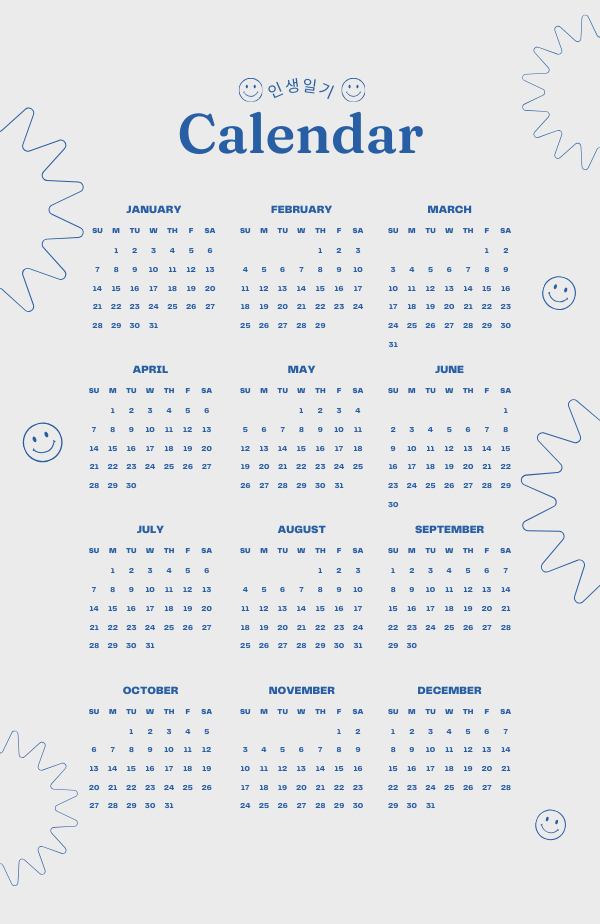 인생일기
Calendar
JANUARY
SU M TU W TH F SA
1 2 3 4 5 6
7 8 9 10 11 12 13
14 15 16 17 18 19 20
21 22 23 24 25 26 27
28 29 30 31
FEBRUARY
SU M TU W TH F SA
1 2 3
4 5 6 7 8 9 10
11 12 13 14 15 16 17
18 19 20 21 22 23 24
25 26 27 28 29
MARCH
SU M TU W TH F SA
1 2
3 4 5 6 7 8 9
10 11 12 13 14 15 16
17 18 19 20 21 22 23
24 25 26 27 28 29 30
31
APRIL
SU M TU W TH F SA
1 2 3 4 5 6
7 8 9 10 11 12 13
14 15 16 17 18 19 20
21 22 23 24 25 26 27
28 29 30
MAY
SU M TU W TH F SA
1 2 3 4
5 6 7 8 9 10 11
12 13 14 15 16 17 18
19 20 21 22 23 24 25
26 27 28 29 30 31
JUNE
SU M TU W TH F SA
1
2 3 4 5 6 7 8
9 10 11 12 13 14 15
16 17 18 19 20 21 22
23 24 25 26 27 28 29
30
JULY
SU M TU W TH F SA
1 2 3 4 5 6
7 8 9 10 11 12 13
14 15 16 17 18 19 20
21 22 23 24 25 26 27
28 29 30 31
AUGUST
SU M TU W TH F SA
1 2 3
4 5 6 7 8 9 10
11 12 13 14 15 16 17
18 19 20 21 22 23 24
25 26 27 28 29 30 31
SEPTEMBER
SU M TU W TH F SA
1 2 3 4 5 6 7
8 9 10 11 12 13 14
15 16 17 18 19 20 21
22 23 24 25 26 27 28
29 30
OCTOBER
SU M TU W TH F SA
1 2 3 4 5
6 7 8 9 10 11 12
13 14 15 16 17 18 19
20 21 22 23 24 25 26
27 28 29 30 31
NOVEMBER
SU M TU W TH F SA
1 2
3 4 5 6 7 8 9
10 11 12 13 14 15 16
17 18 19 20 21 22 23
24 25 26 27 28 29 30
DECEMBER
SU M TU W TH F SA
1 2 3 4 5 6 7
8 9 10 11 12 13 14
15 16 17 18 19 20 21
22 23 24 25 26 27 28
29 30 31